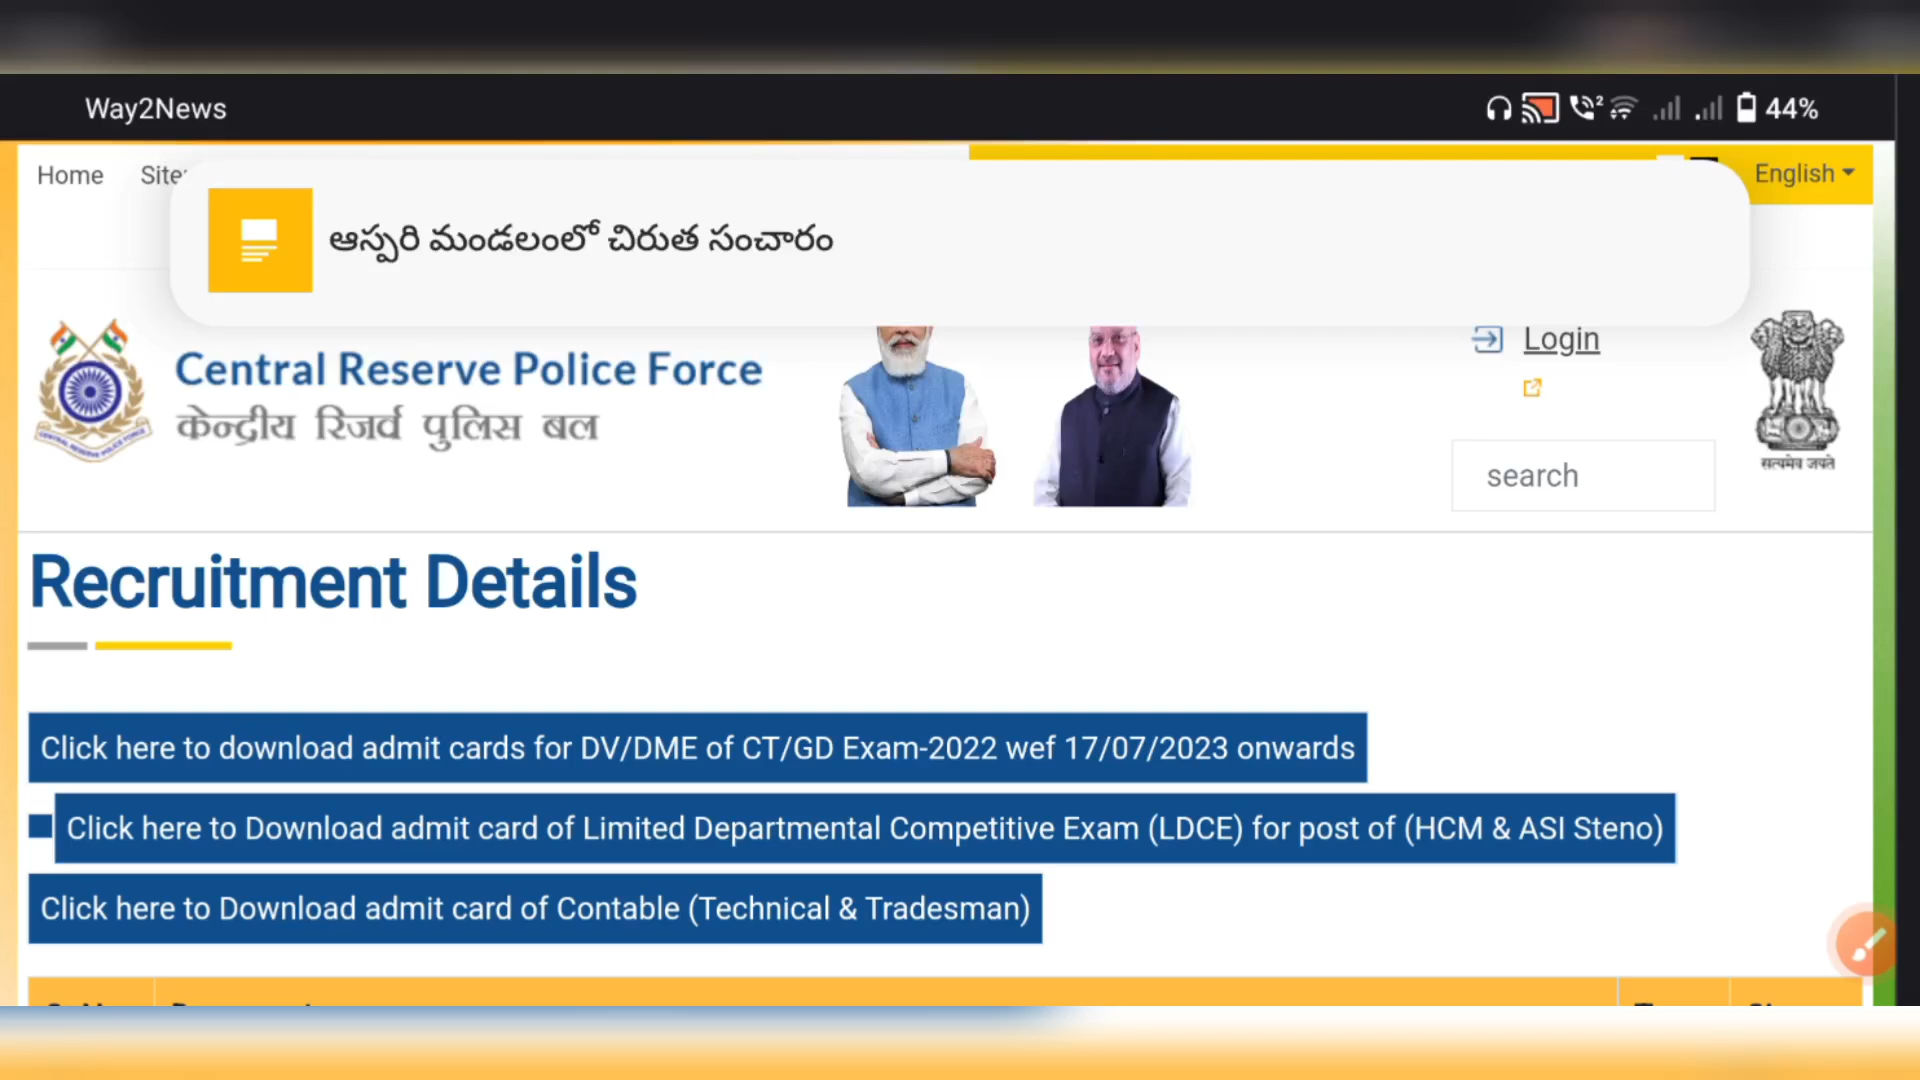 Way2News
44%
Home
English
ఆస్పరి మండలంలో చిరుత సంచారం
Central Reserve Police Force
केन्द्रीय रिजर्व पुलिस बल
Login
search
सत्यमेव जयते
Recruitment Details
Click here to download admit cards for DV/DME of CT/GD Exam-2022 wef 17/07/2023 onwards
Click here to Download admit card of Limited Departmental Competitive Exam (LDCE) for post of (HCM & ASI Steno)
Click here to Download admit card of Contable (Technical & Tradesman)